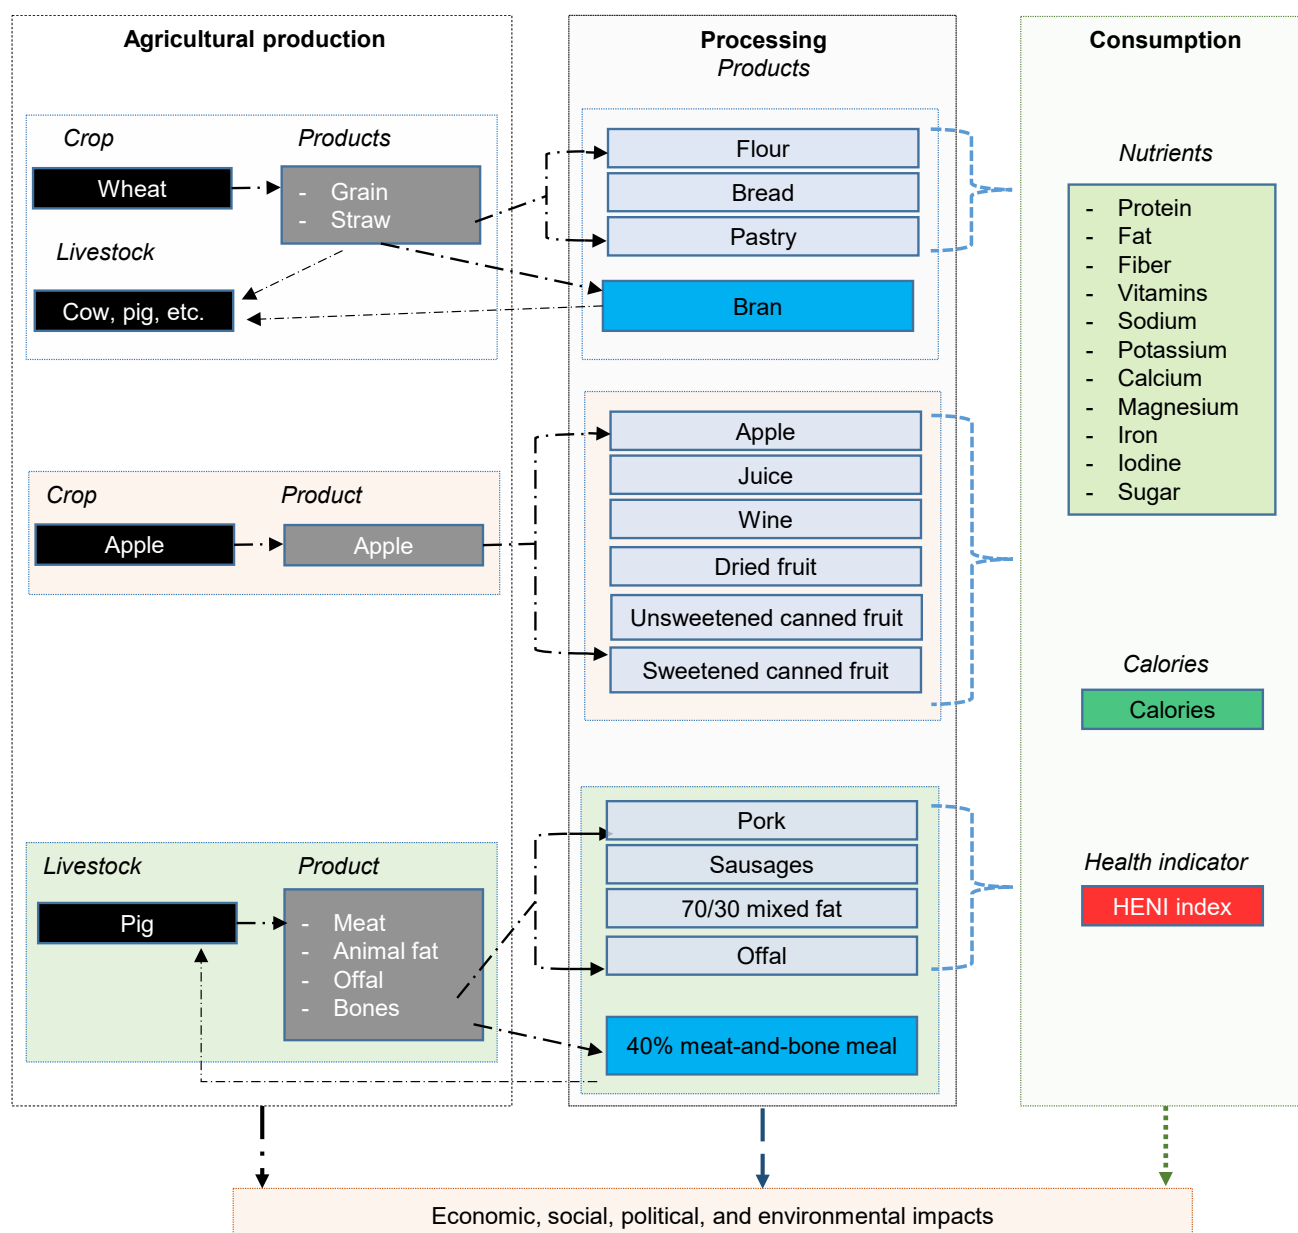 Agricultural production
Crop
Products
Wheat
- Grain
- Straw
Livestock
Cow, pig, etc.
Crop
Product
Apple
Apple
Livestock
Product
Pig
- Meat
- Animal fat
- Offal
- Bones
Processing
Products
Flour
Bread
Pastry
Bran
Apple
Juice
Wine
Dried fruit
Unsweetened canned fruit
Sweetened canned fruit
Pork
Sausages
70/30 mixed fat
Offal
40% meat-and-bone meal
Consumption
Nutrients
- Protein
- Fat
- Fiber
- Vitamins
- Sodium
- Potassium
- Calcium
- Magnesium
- Iron
- Iodine
- Sugar
Calories
Calories
Health indicator
HENI index
Economic, social, political, and environmental impacts